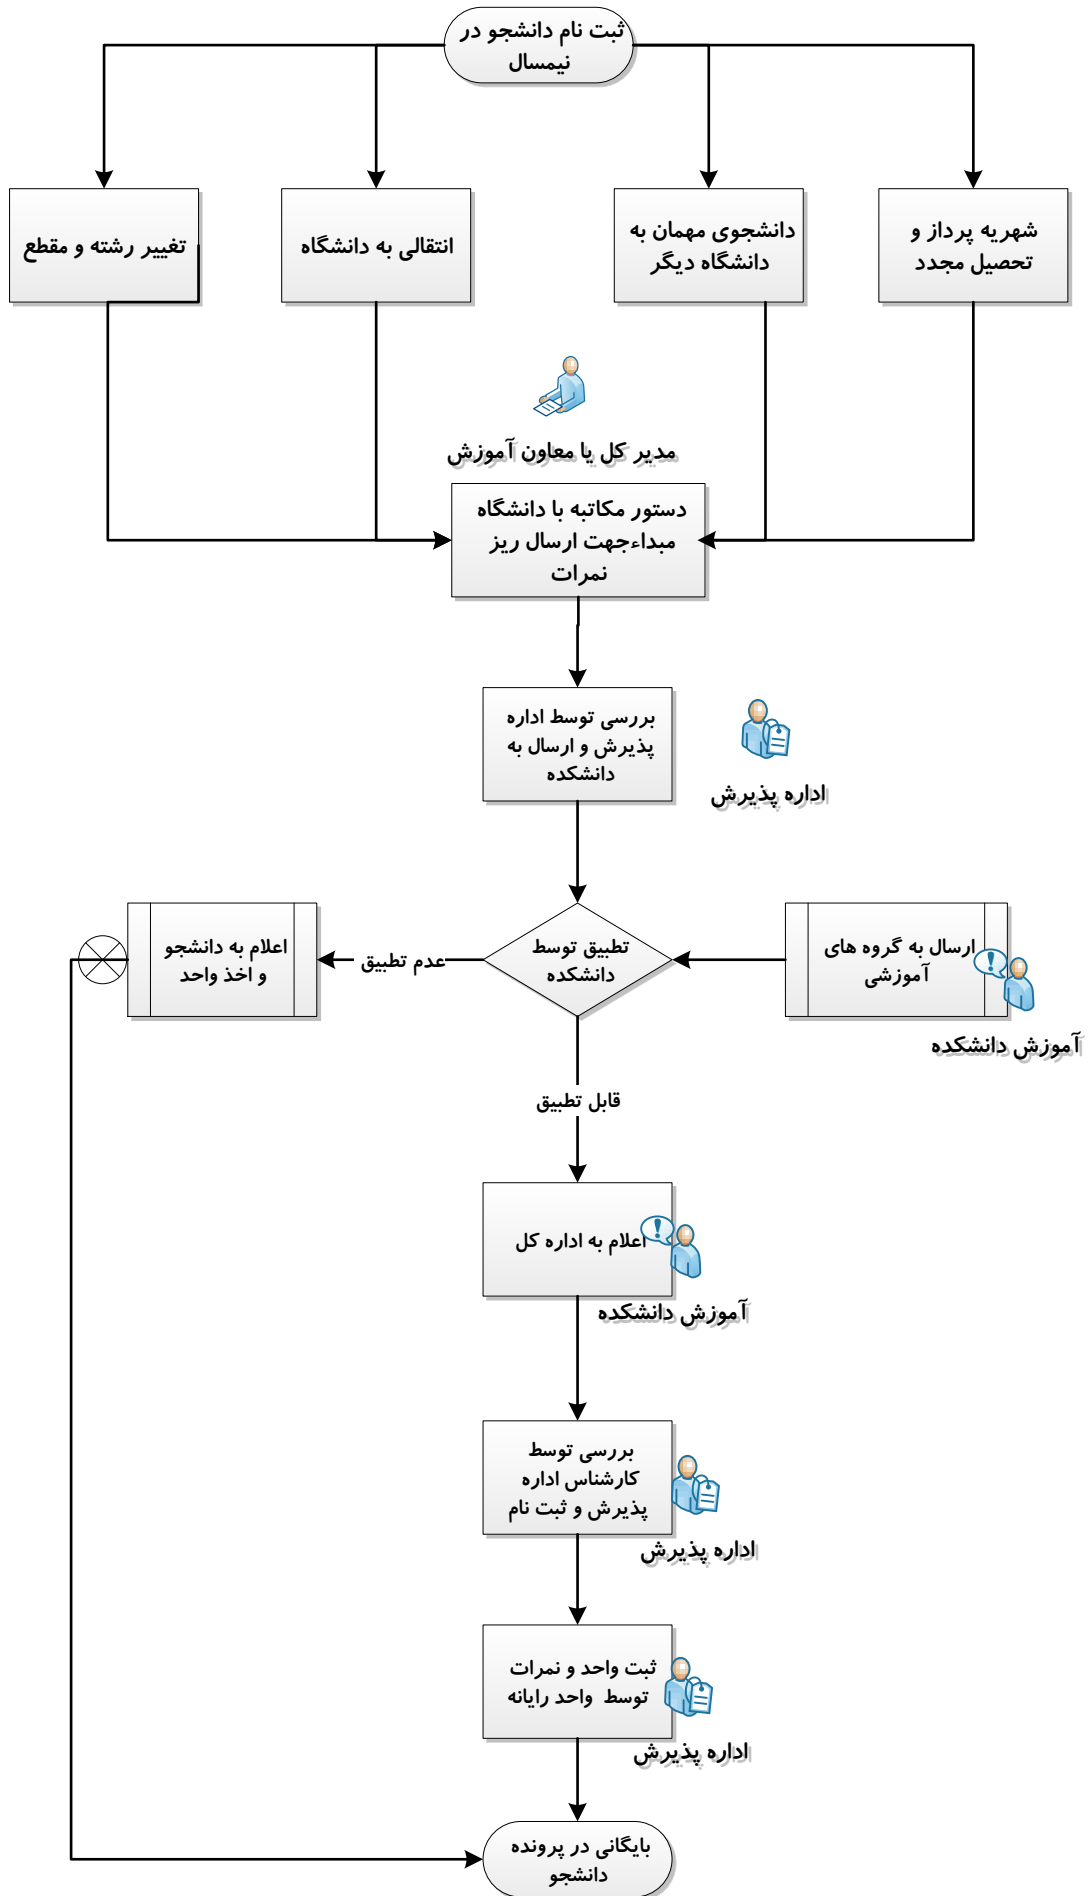 ثبت نام دانشجو در
نیمسال
شهریه پرداز و
تحصیل مجدد
دانشجوی مهمان به
دانشگاه دیگر
انتقالی به دانشگاه
تغییر رشته و مقطع
مدیر کل یا معاون آموزش
دستور مکاتبه با دانشگاه
مبداءجهت ارسال ریز
نمرات
بررسی توسط اداره
پذیرش و ارسال به
دانشکده
اداره پذیرش
ارسال به گروه های
آموزشی
آموزش دانشکده
تطبیق توسط
دانشکده
عدم تطبیق
اعلام به دانشجو
و اخذ واحد
قابل تطبیق
اعلام به اداره کل
آموزش دانشکده
بررسی توسط
کارشناس اداره
پذیرش و ثبت نام
اداره پذیرش
ثبت واحد و نمرات
توسط واحد رایانه
اداره پذیرش
بایگانی در پرونده
دانشجو